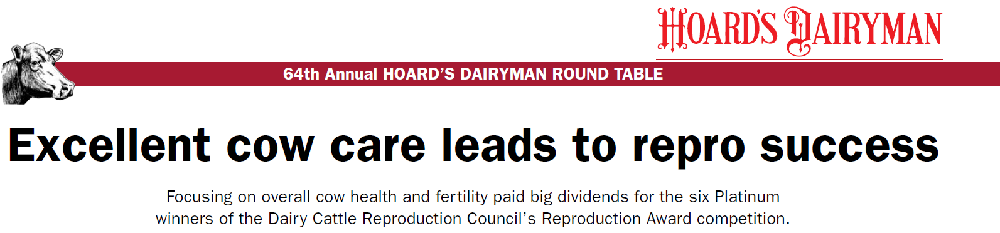 HOARD'S DAIRYMAN
64th Annual HOARD'S DAIRYMAN ROUND TABLE
Excellent cow care leads to repro success
Focusing on overall cow health and fertility paid big dividends for the six Platinum
winners of the Dairy Cattle Reproduction Council's Reproduction Award competition.